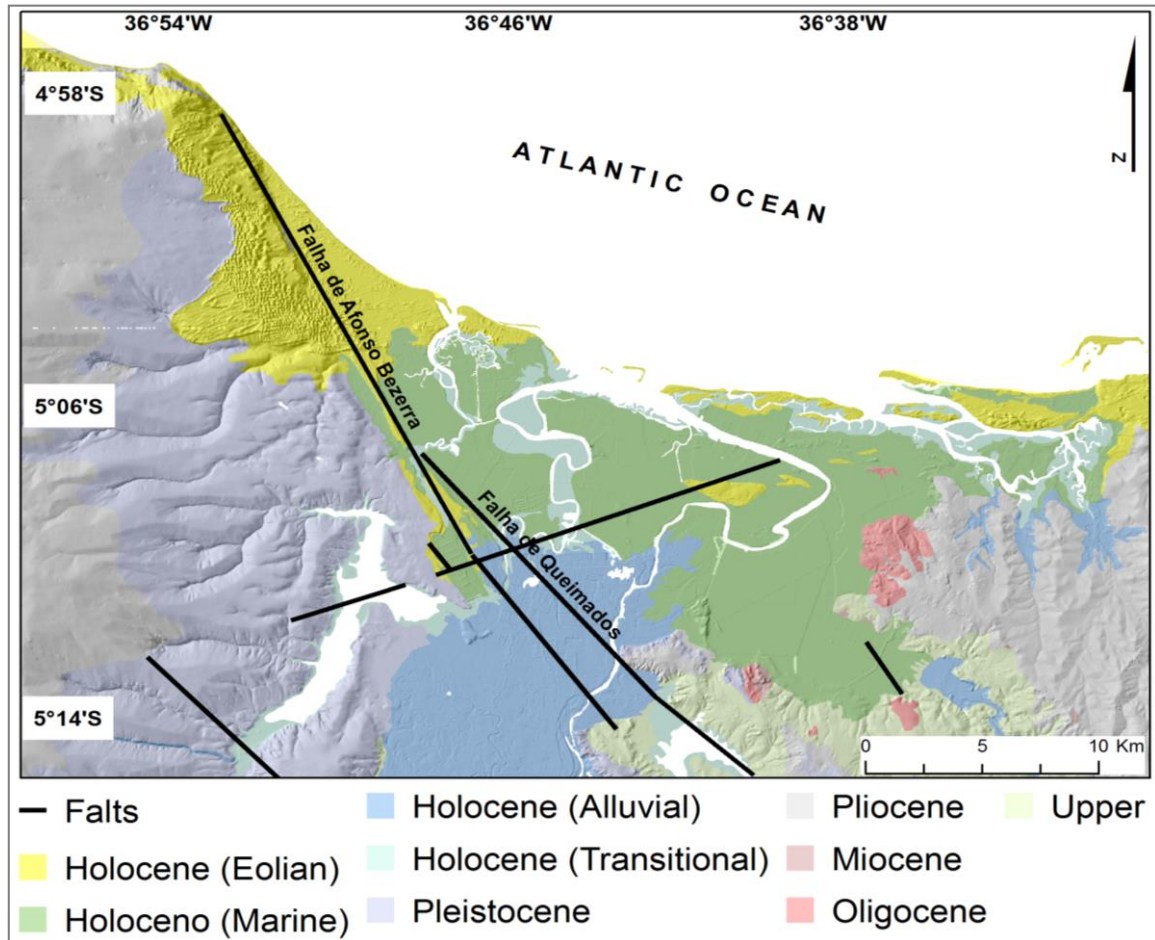 36°54'W 36°46'W 36°38'W
4°58'S
N
ATLANTIC OCEAN
Falha de Afonso Bezerra
5°06'S
Falha de Queimados
5°14'S
0 5 10 Km
Falts
Holocene (Alluvial)
Pliocene
Upper
Holocene (Eolian)
Holocene (Transitional)
Miocene
Holoceno (Marine)
Pleistocene
Oligocene